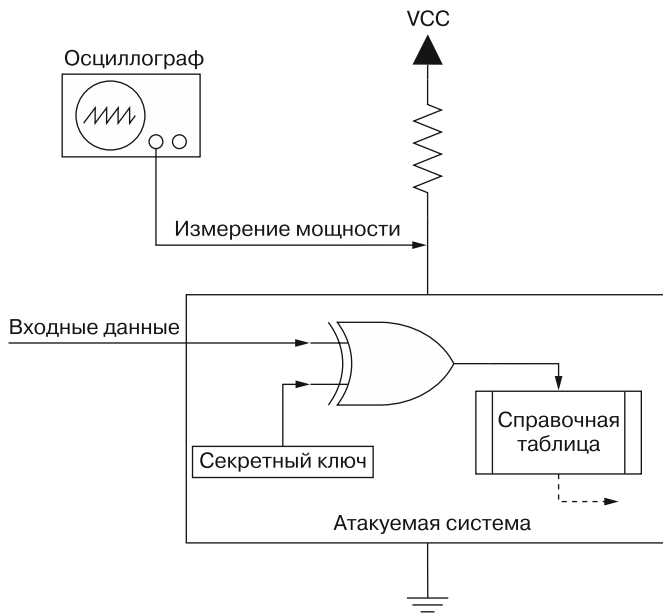 VCC
Осциллограф
Измерение мощности
Входные данные
Справочная
таблица
Секретный ключ
Атакуемая система